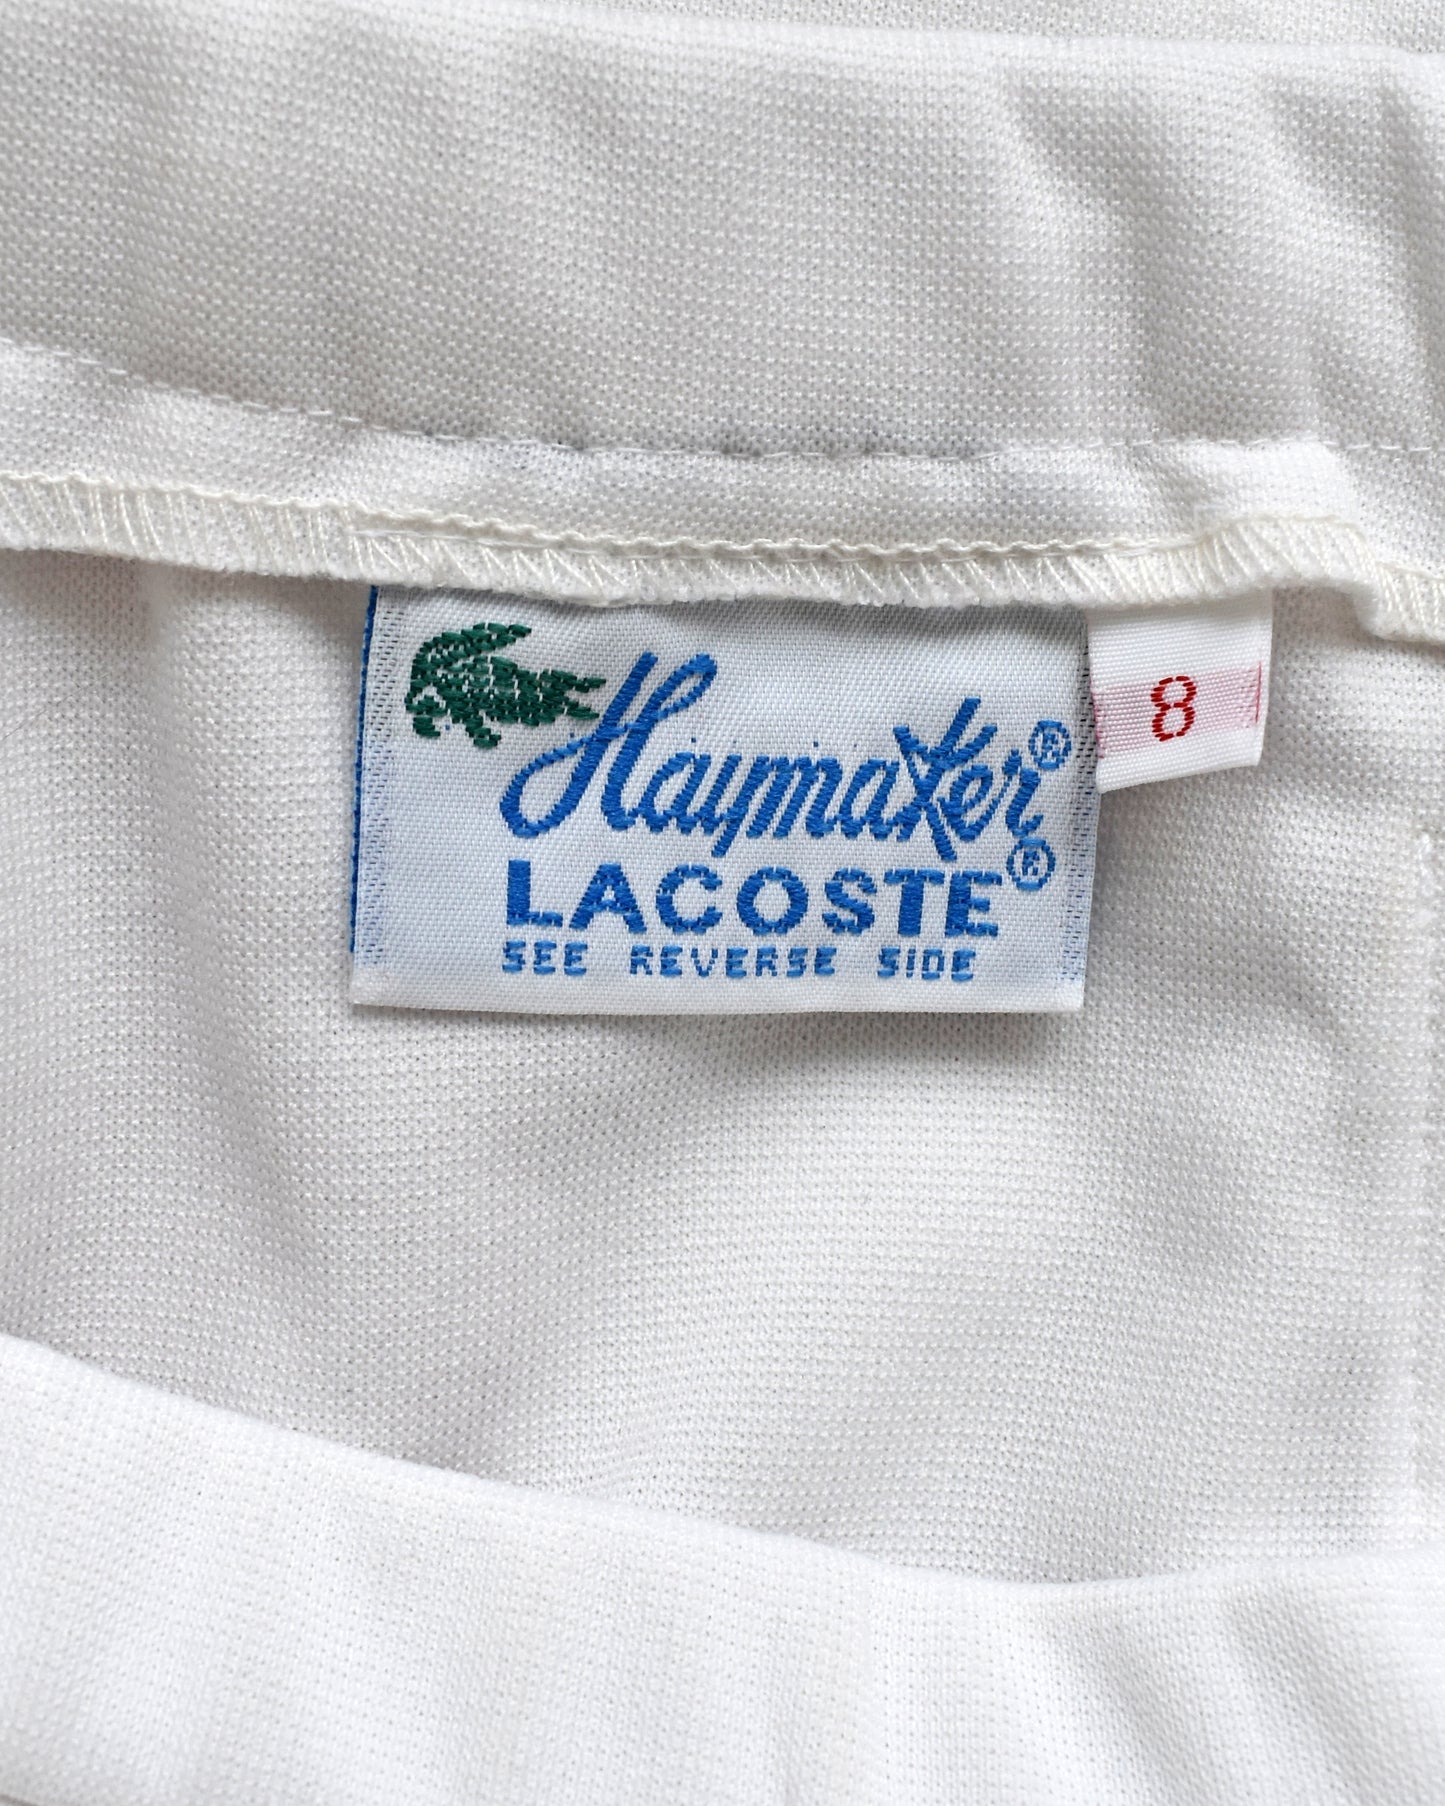 Haymaker®
8
LACOSTE®
SEE REVERSE SIDE